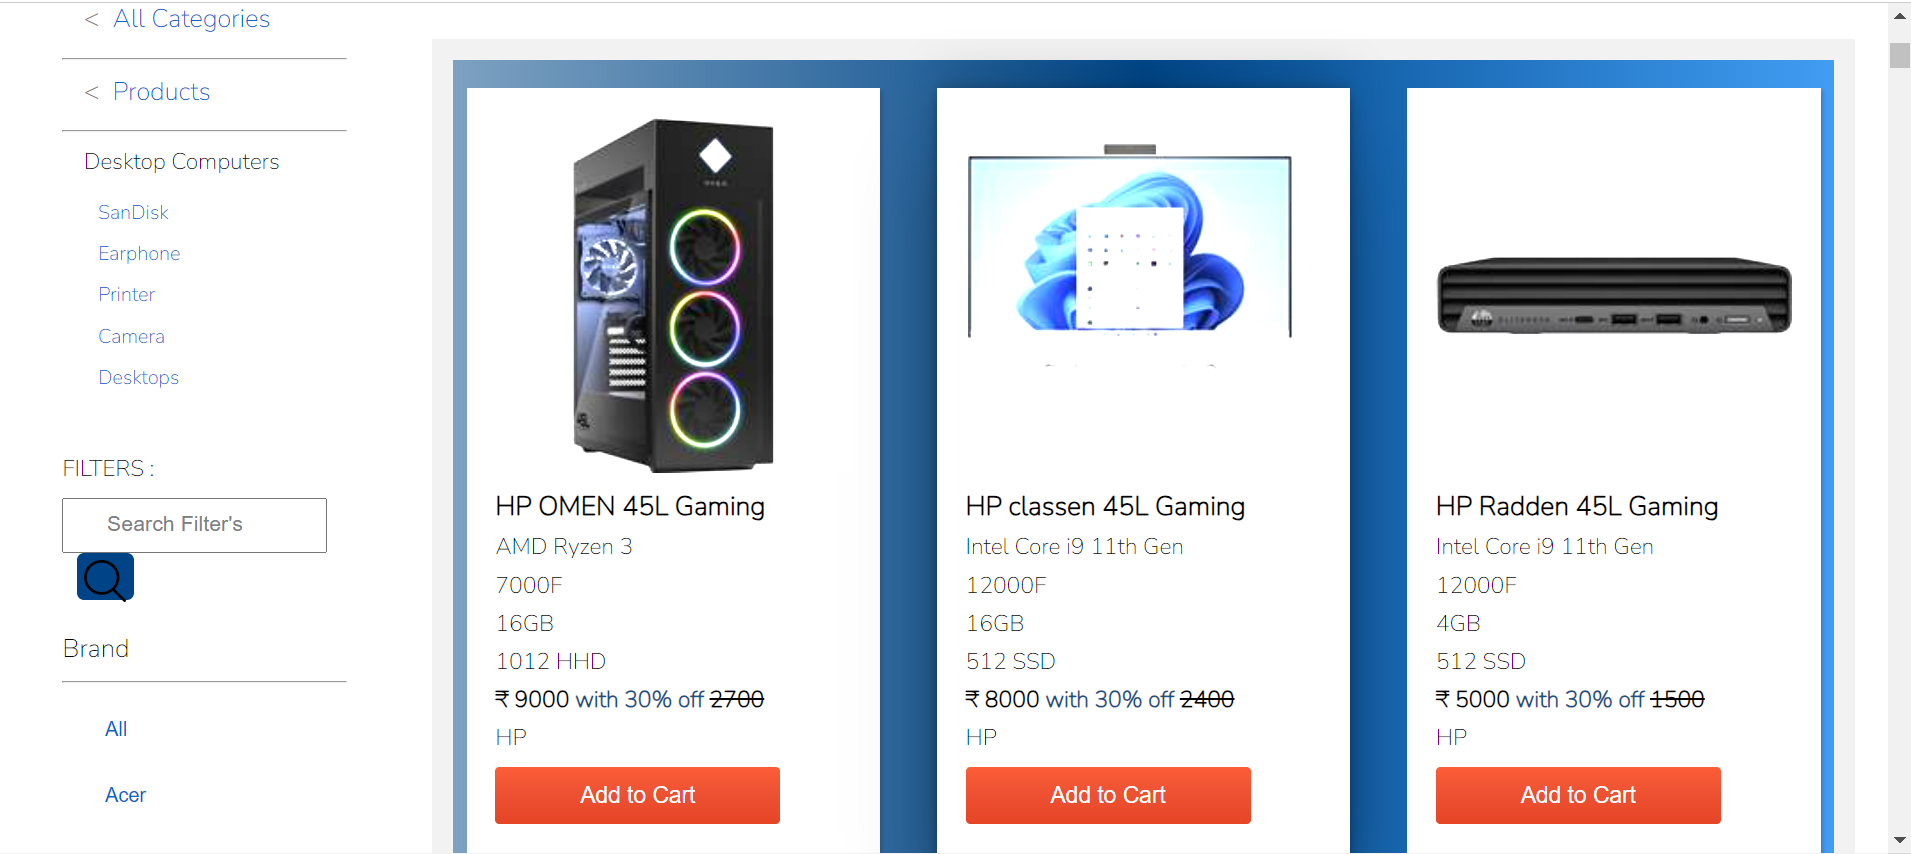 < All Categories
< Products
Desktop Computers
SanDisk
Earphone
Printer
Camera
Desktops
FILTERS :
Search Filter's
Brand
All
Acer
HP OMEN 45L Gaming
AMD Ryzen 3
7000F
16GB
1012 HHD
₹ 9000 with 30% off 2700
HP
Add to Cart
HP classen 45L Gaming
Intel Core i9 11th Gen
12000F
16GB
512 SSD
₹ 8000 with 30% off 2400
HP
Add to Cart
hp
HP Radden 45L Gaming
Intel Core i9 11th Gen
12000F
4GB
512 SSD
₹ 5000 with 30% off 1500
HP
Add to Cart